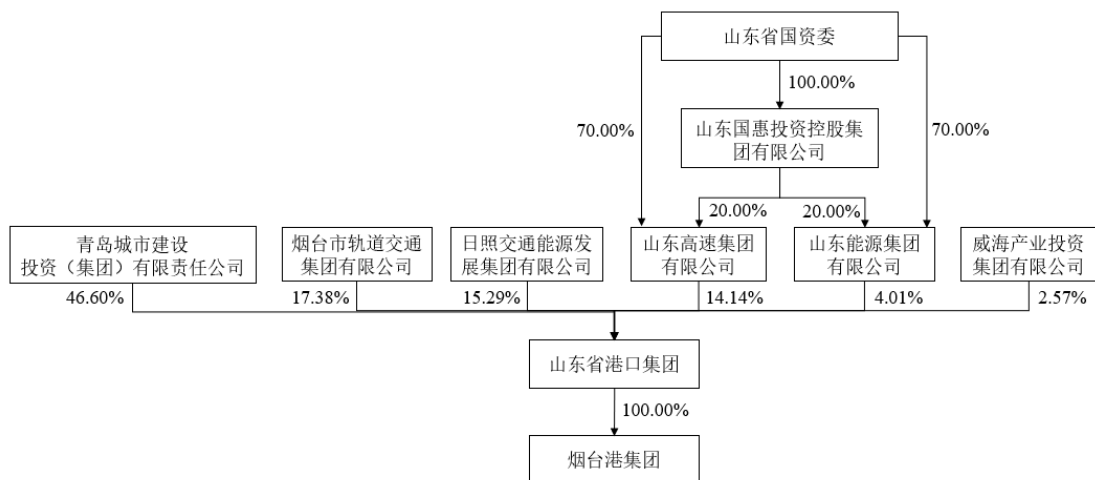 山东省国资委
100.00%
70.00%
山东国惠投资控股集
团有限公司
70.00%
20.00%
20.00%
青岛城市建设
投资（集团）有限责任公司
烟台市轨道交通
集团有限公司
日照交通能源发
展集团有限公司
山东高速集团
有限公司
山东能源集团
有限公司
威海产业投资
集团有限公司
46.60%
17.38%
15.29%
14.14%
4.01%
2.57%
山东省港口集团
100.00%
烟台港集团